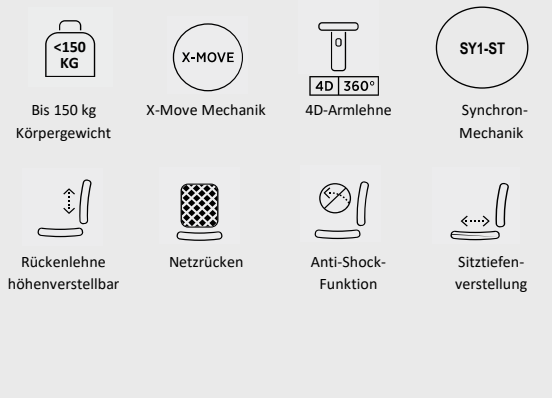 <150
KG
X-MOVE
0
4D 360°
SY1-ST
Bis 150 kg
Körpergewicht
X-Move Mechanik
4D-Armlehne
Synchron-
Mechanik
Rückenlehne
höhenverstellbar
Netzrücken
Anti-Shock-
Funktion
Sitztiefen-
verstellung